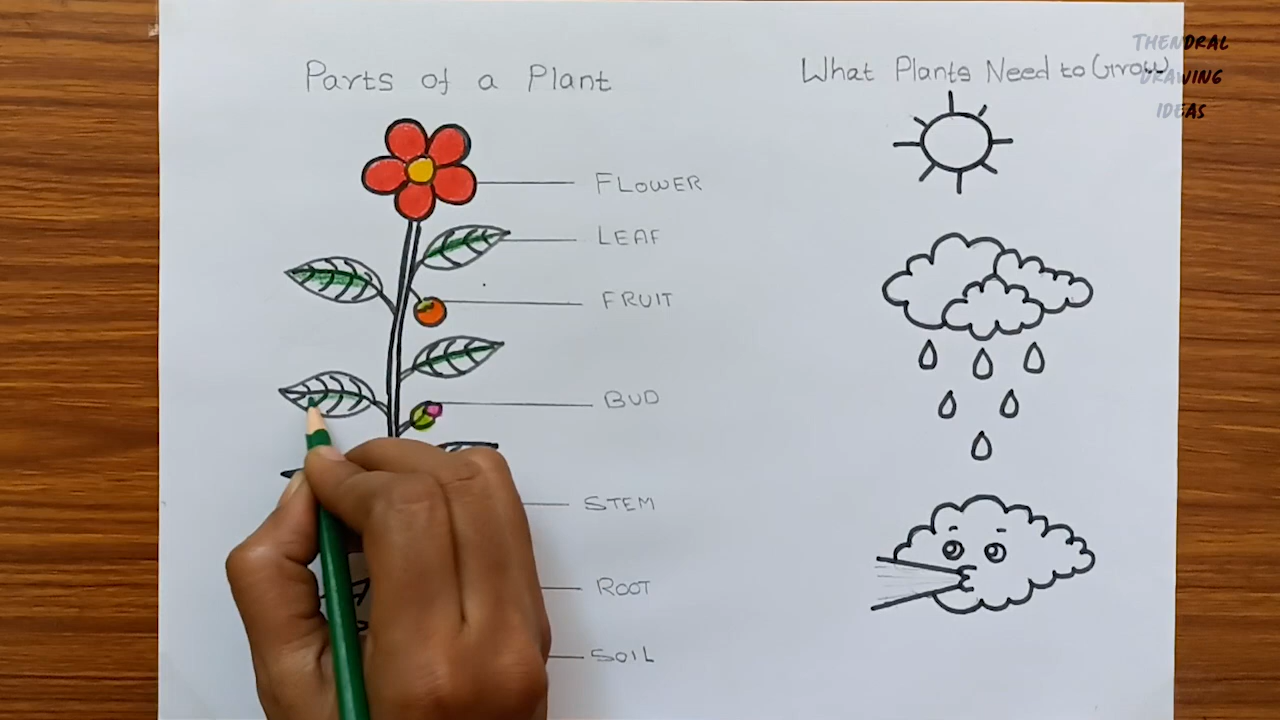 Parts of a Plant
FLOWER
LEAF
FRUIT
BUD
STEM
ROOT
SOIL
What Plants Need to Grow
THENDRAL
DRAWING
IDEAS